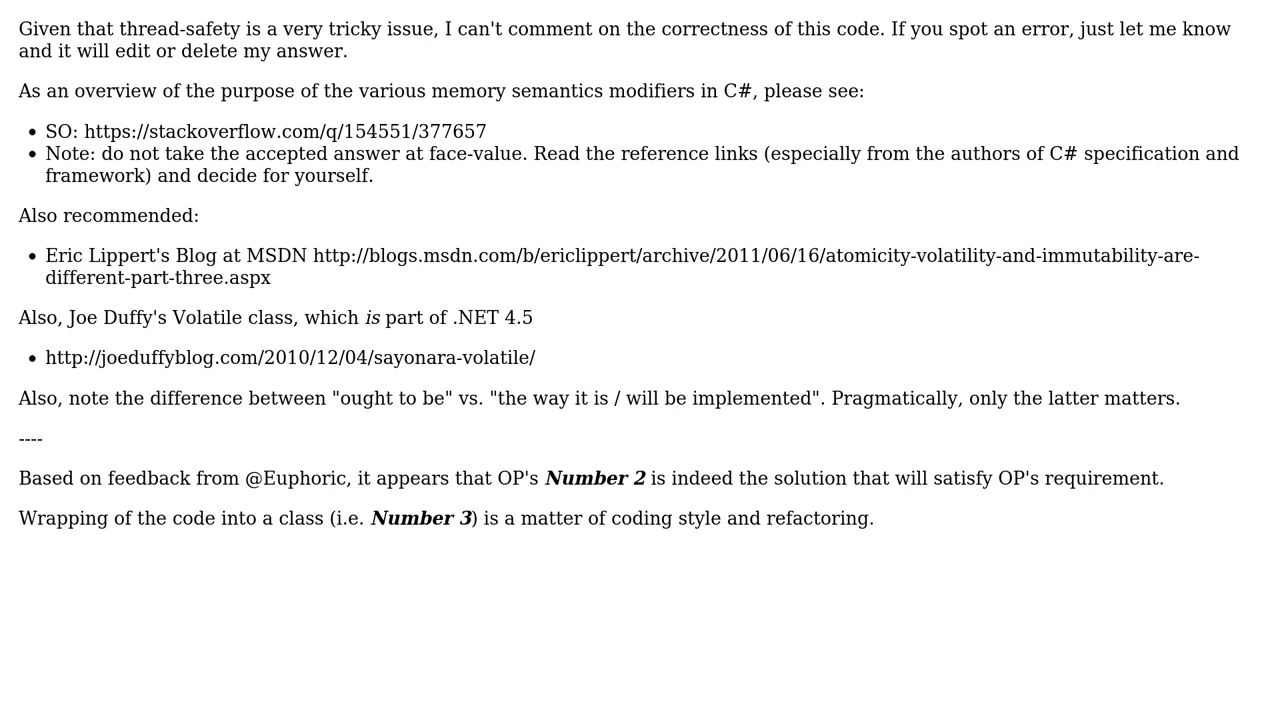 Given that thread-safety is a very tricky issue, I can't comment on the correctness of this code. If you spot an error, just let me know
and it will edit or delete my answer.
As an overview of the purpose of the various memory semantics modifiers in C#, please see:
• SO: https://stackoverflow.com/q/154551/377657
• Note: do not take the accepted answer at face-value. Read the reference links (especially from the authors of C# specification and
framework) and decide for yourself.
Also recommended:
• Eric Lippert's Blog at MSDN http://blogs.msdn.com/b/ericlippert/archive/2011/06/16/atomicity-volatility-and-immutability-are-
different-part-three.aspx
Also, Joe Duffy's Volatile class, which is part of .NET 4.5
• http://joeduffyblog.com/2010/12/04/sayonara-volatile/
Also, note the difference between "ought to be" vs. "the way it is / will be implemented". Pragmatically, only the latter matters.
----
Based on feedback from @Euphoric, it appears that OP's Number 2 is indeed the solution that will satisfy OP's requirement.
Wrapping of the code into a class (i.e. Number 3) is a matter of coding style and refactoring.